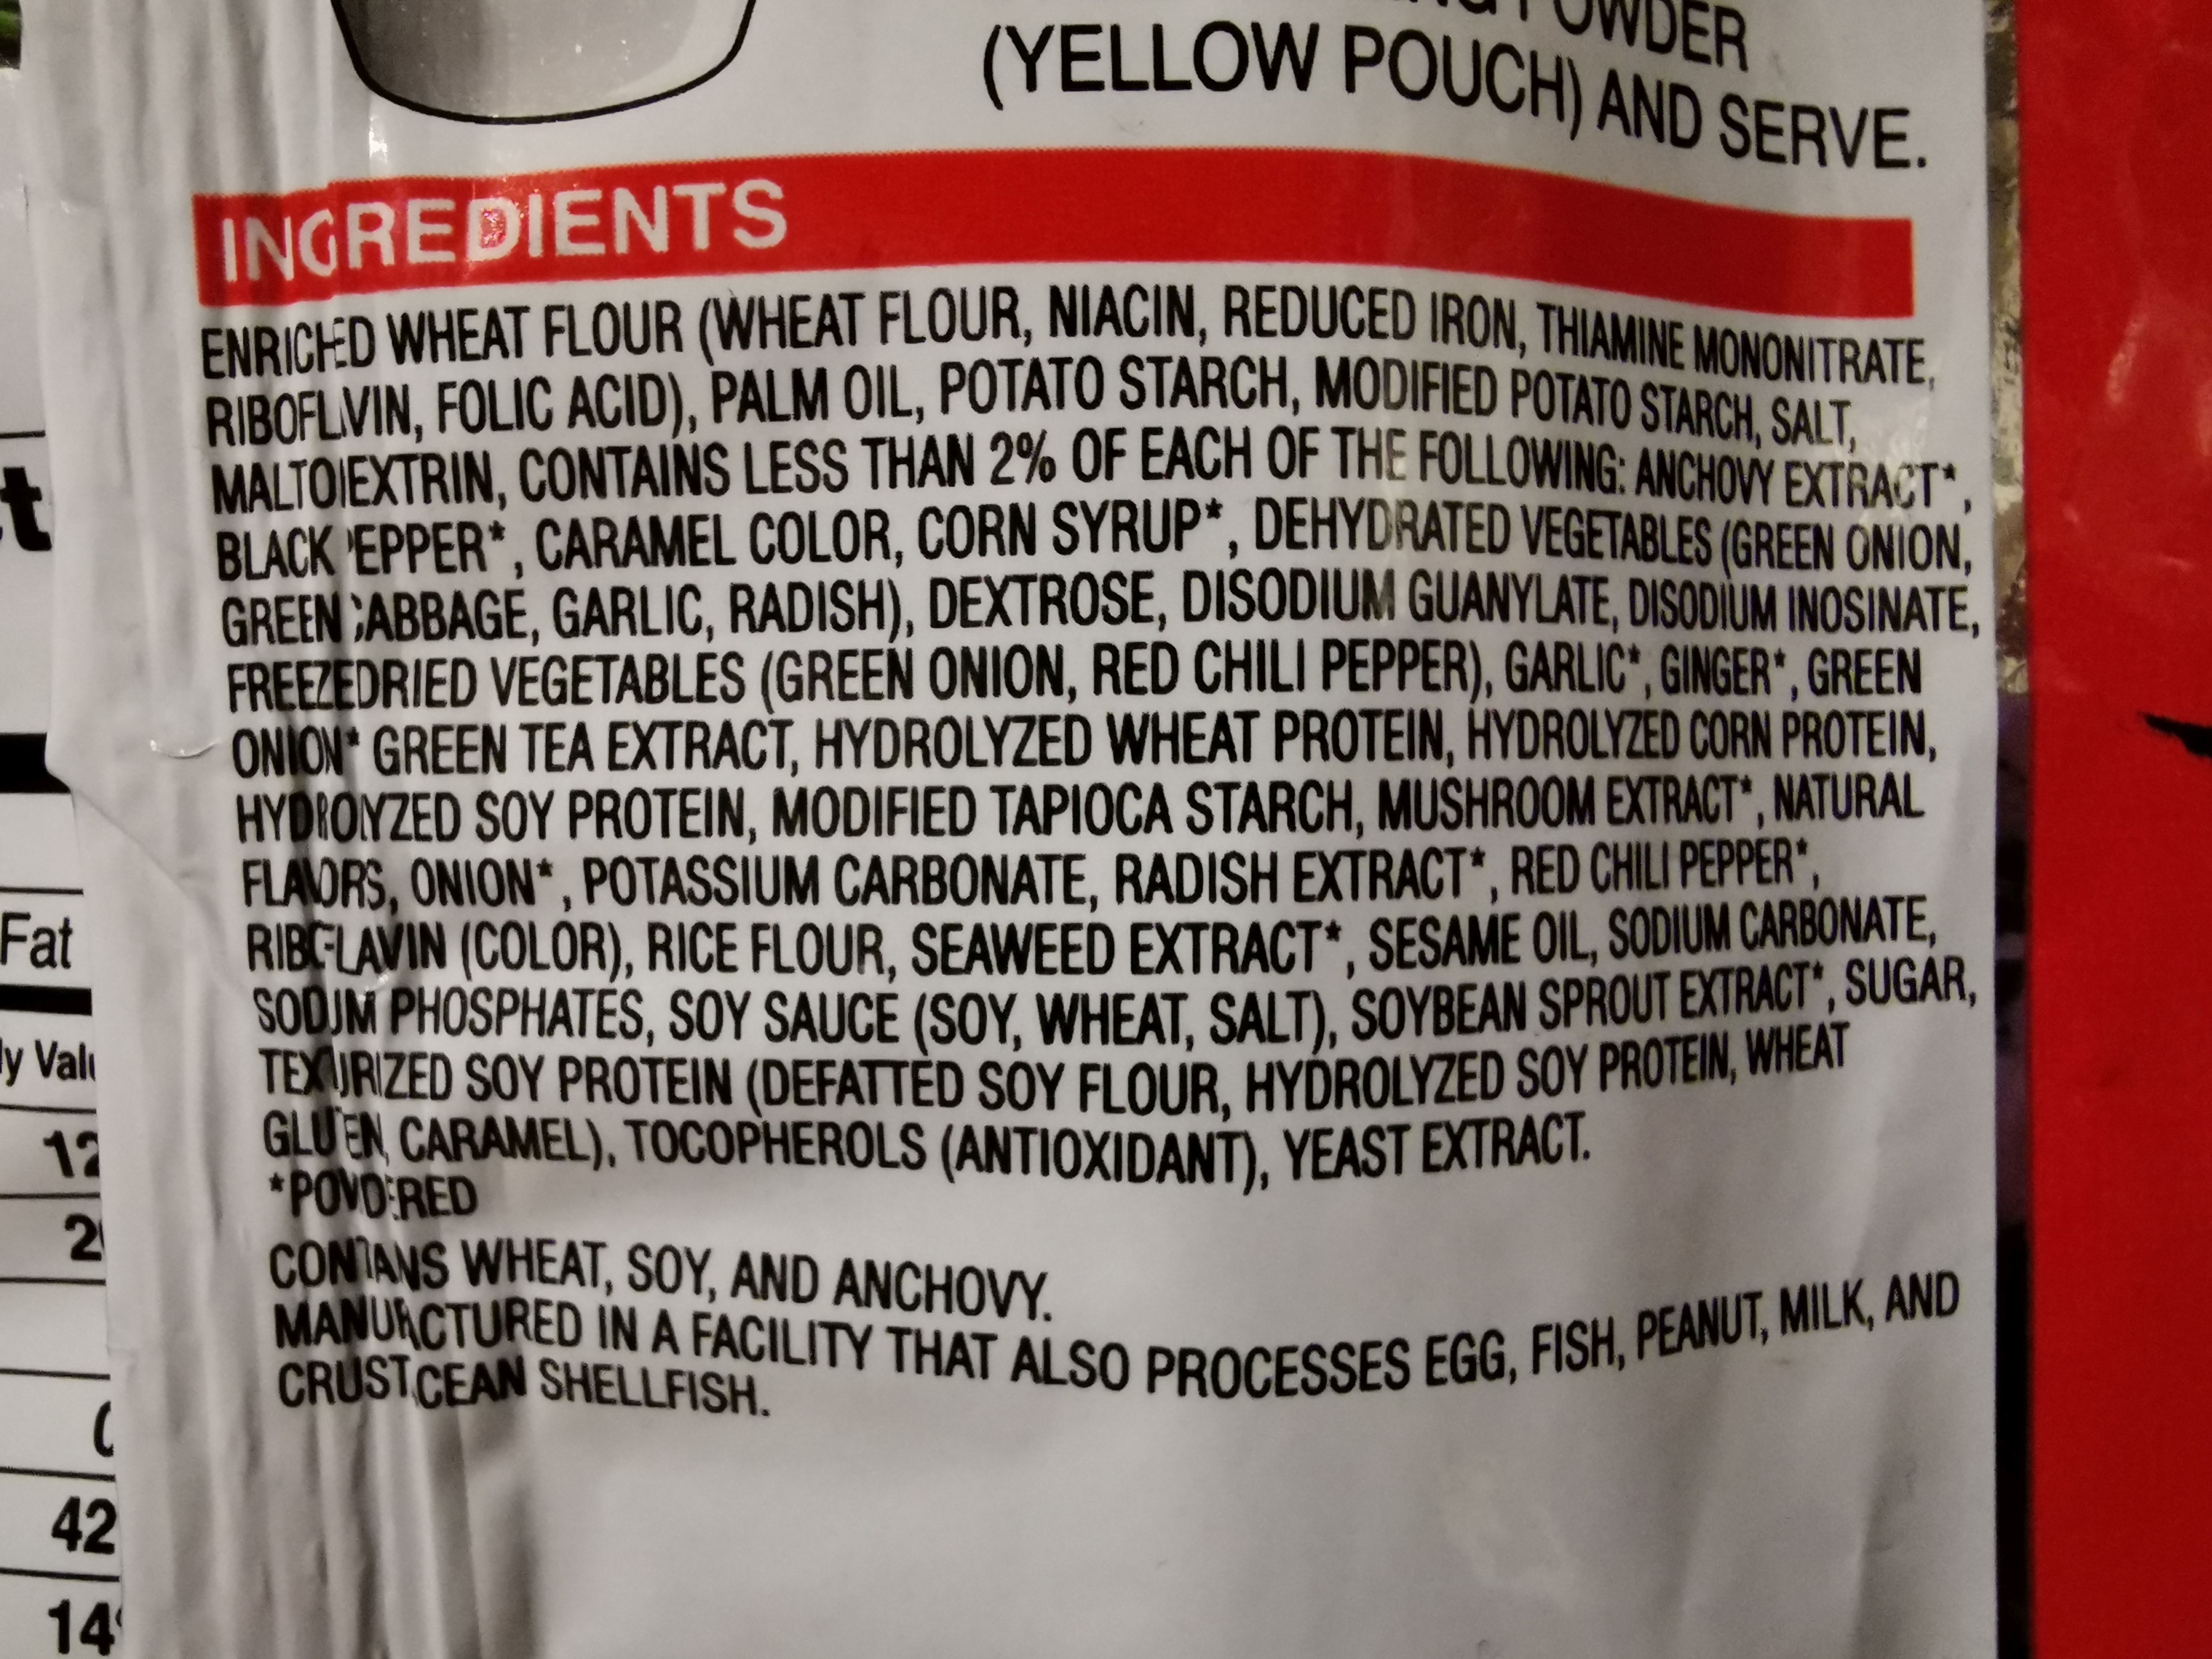 POWDER
(YELLOW POUCH) AND SERVE.
INGREDIENTS
ENRICHED WHEAT FLOUR (WHEAT FLOUR, NIACIN, REDUCED IRON, THIAMINE MONONITRATE,
RIBOFLAVIN, FOLIC ACID), PALM OIL, POTATO STARCH, MODIFIED POTATO STARCH, SALT,
MALTODEXTRIN, CONTAINS LESS THAN 2% OF EACH OF THE FOLLOWING: ANCHOVY EXTRACT*,
BLACK PEPPER*, CARAMEL COLOR, CORN SYRUP*, DEHYDRATED VEGETABLES (GREEN ONION,
GREEN CABBAGE, GARLIC, RADISH), DEXTROSE, DISODIUM GUANYLATE, DISODIUM INOSINATE,
FREEZE DRIED VEGETABLES (GREEN ONION, RED CHILI PEPPER), GARLIC*, GINGER*, GREEN
ONION* GREEN TEA EXTRACT, HYDROLYZED WHEAT PROTEIN, HYDROLYZED CORN PROTEIN,
HYDROLYZED SOY PROTEIN, MODIFIED TAPIOCA STARCH, MUSHROOM EXTRACT*, NATURAL
FLAVORS, ONION*, POTASSIUM CARBONATE, RADISH EXTRACT*, RED CHILI PEPPER*,
RIBOFLAVIN (COLOR), RICE FLOUR, SEAWEED EXTRACT*, SESAME OIL, SODIUM CARBONATE,
SODIUM PHOSPHATES, SOY SAUCE (SOY, WHEAT, SALT), SOYBEAN SPROUT EXTRACT*, SUGAR,
TEXTURIZED SOY PROTEIN (DEFATTED SOY FLOUR, HYDROLYZED SOY PROTEIN, WHEAT
GLUTEN, CARAMEL), TOCOPHEROLS (ANTIOXIDANT), YEAST EXTRACT.
*POWDERED
CONTAINS WHEAT, SOY, AND ANCHOVY.
MANUFACTURED IN A FACILITY THAT ALSO PROCESSES EGG, FISH, PEANUT, MILK, AND
CRUSTACEAN SHELLFISH.
Fat
42